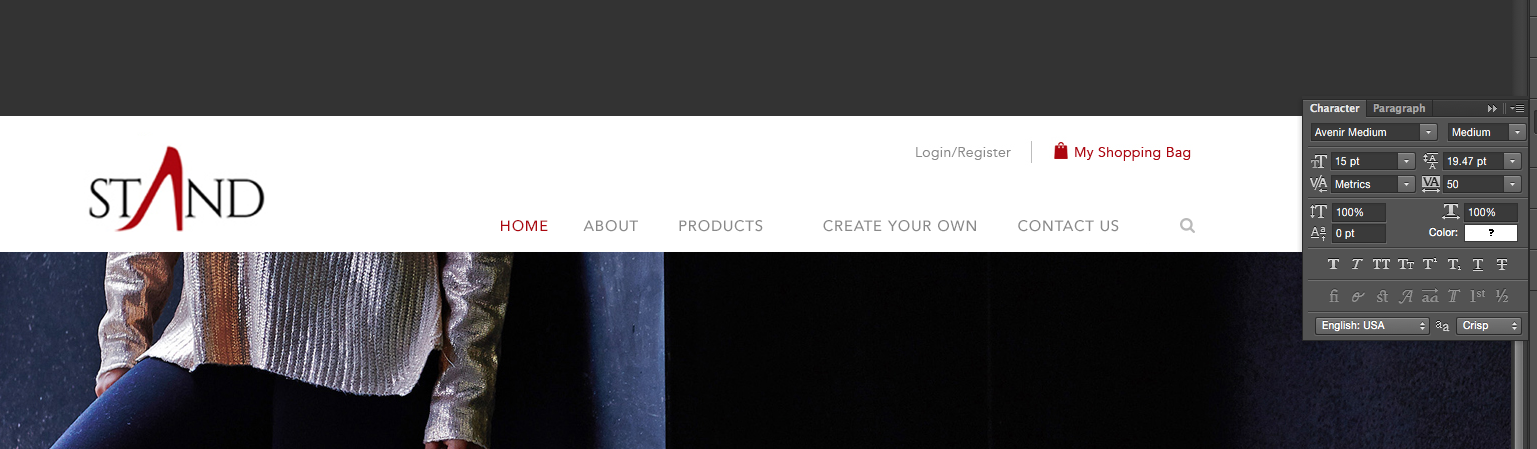 Character Paragraph
Avenir Medium Medium
15 pt 19.47 pt
Metrics 50
100% 100%
0 pt Color: ?
T T TT Tt T¹ T₁ T T
fi st A aa T 1st ½
English: USA aa Crisp
Login/Register My Shopping Bag
STAND
HOME ABOUT PRODUCTS CREATE YOUR OWN CONTACT US